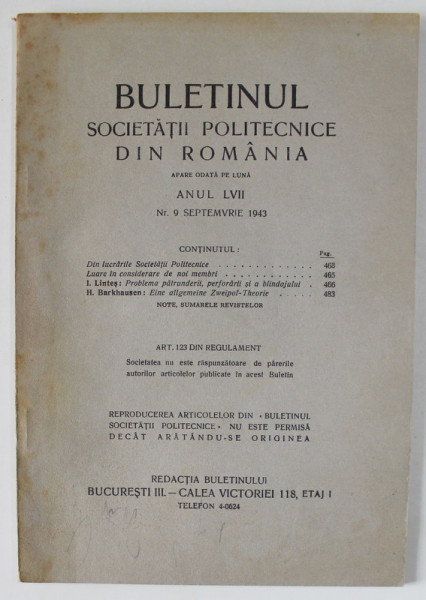 BULETINUL
SOCIETĂŢII POLITECNICE
DIN ROMÂNIA
APARE ODATĂ PE LUNĂ
ANUL LVII
Nr. 9 SEPTEMVRIE 1943
CONŢINUTUL :
Pag.
Din lucrările Societăţii Politecnice . . . . . . . . . . . . 463
Luare în considerare de noi membri . . . . . . . . . . . 465
I. Linteş: Problema pătrunderii, perforării şi a blindajului . 466
H. Barkhausen: Eine allgemeine Zweipol-Theorie . . . . . 483
NOTE, SUMARELE REVISTELOR
ART. 123 DIN REGULAMENT
Societatea nu este răspunzătoare de părerile
autorilor articolelor publicate în acest Buletin
REPRODUCEREA ARTICOLELOR DIN «BULETINUL
SOCIETĂŢII POLITECNICE» NU ESTE PERMISĂ
DECÂT ARĂTÂNDU-SE ORIGINEA
REDACŢIA BULETINULUI
BUCUREŞTI III. — CALEA VICTORIEI 118, ETAJ I
TELEFON 4-0624